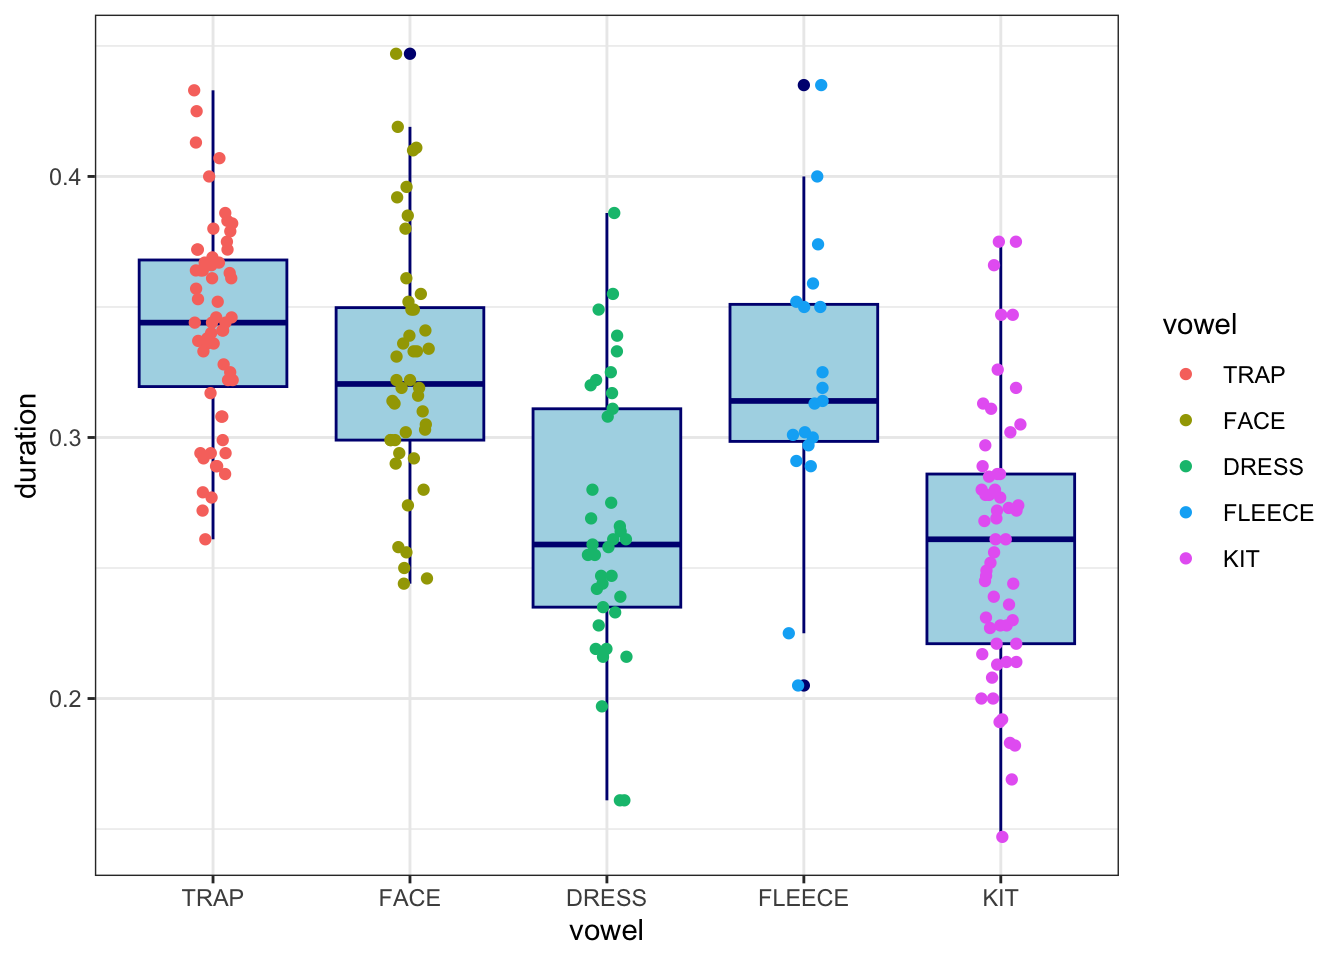 duration
0.4
0.3
0.2
TRAP FACE DRESS FLEECE KIT
vowel
vowel
TRAP
FACE
DRESS
FLEECE
KIT